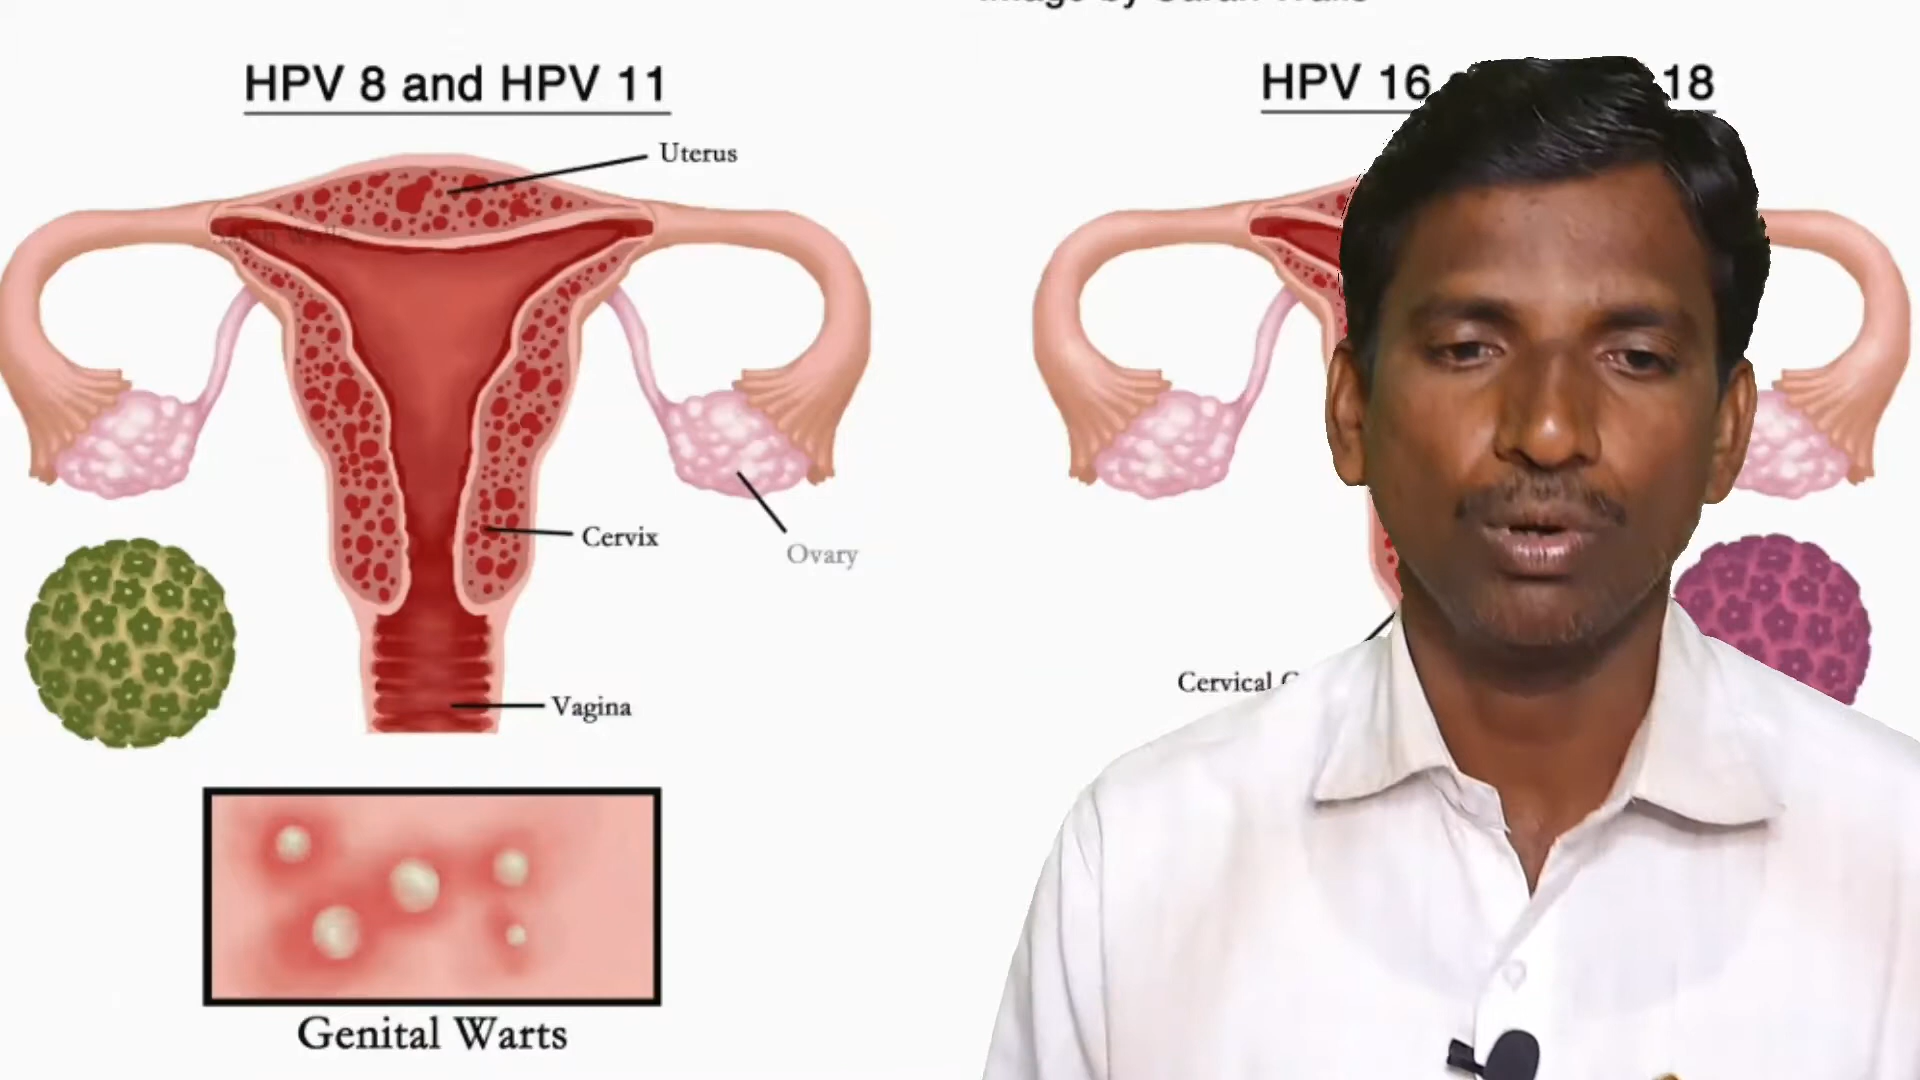 HPV 8 and HPV 11
HPV 16
18
Uterus
Cervix
Ovary
Vagina
Cervical
Genital Warts